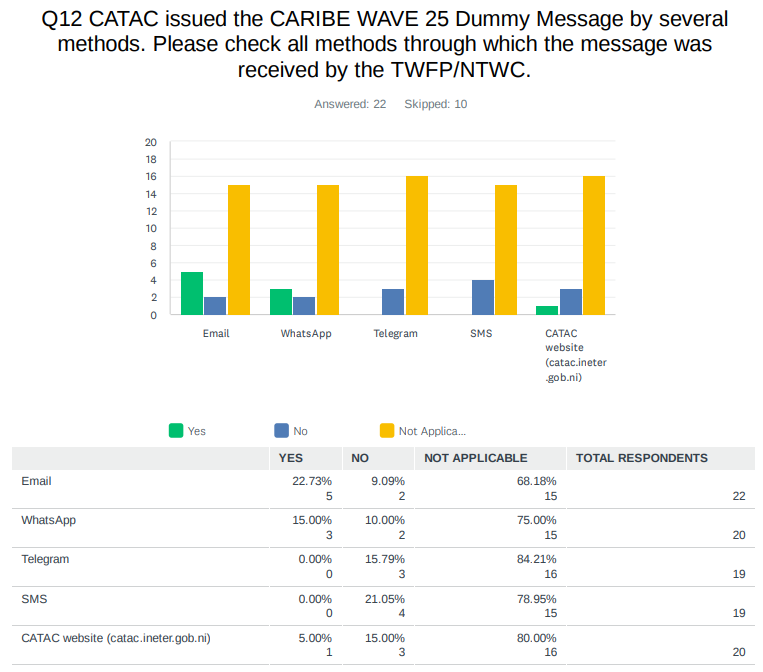 Q12 CATAC issued the CARIBE WAVE 25 Dummy Message by several
methods. Please check all methods through which the message was
received by the TWFP/NTWC.
Answered: 22 Skipped: 10
20
18
16
14
12
10
8
6
4
2
0
Email WhatsApp Telegram SMS CATAC
website
(catac.ineter
.gob.ni)
Yes No Not Applica...
YES NO NOT APPLICABLE TOTAL RESPONDENTS
Email 22.73% 9.09% 68.18%
5 2 15 22
WhatsApp 15.00% 10.00% 75.00%
3 2 15 20
Telegram 0.00% 15.79% 84.21%
0 3 16 19
SMS 0.00% 21.05% 78.95%
0 4 15 19
CATAC website (catac.ineter.gob.ni) 5.00% 15.00% 80.00%
1 3 16 20